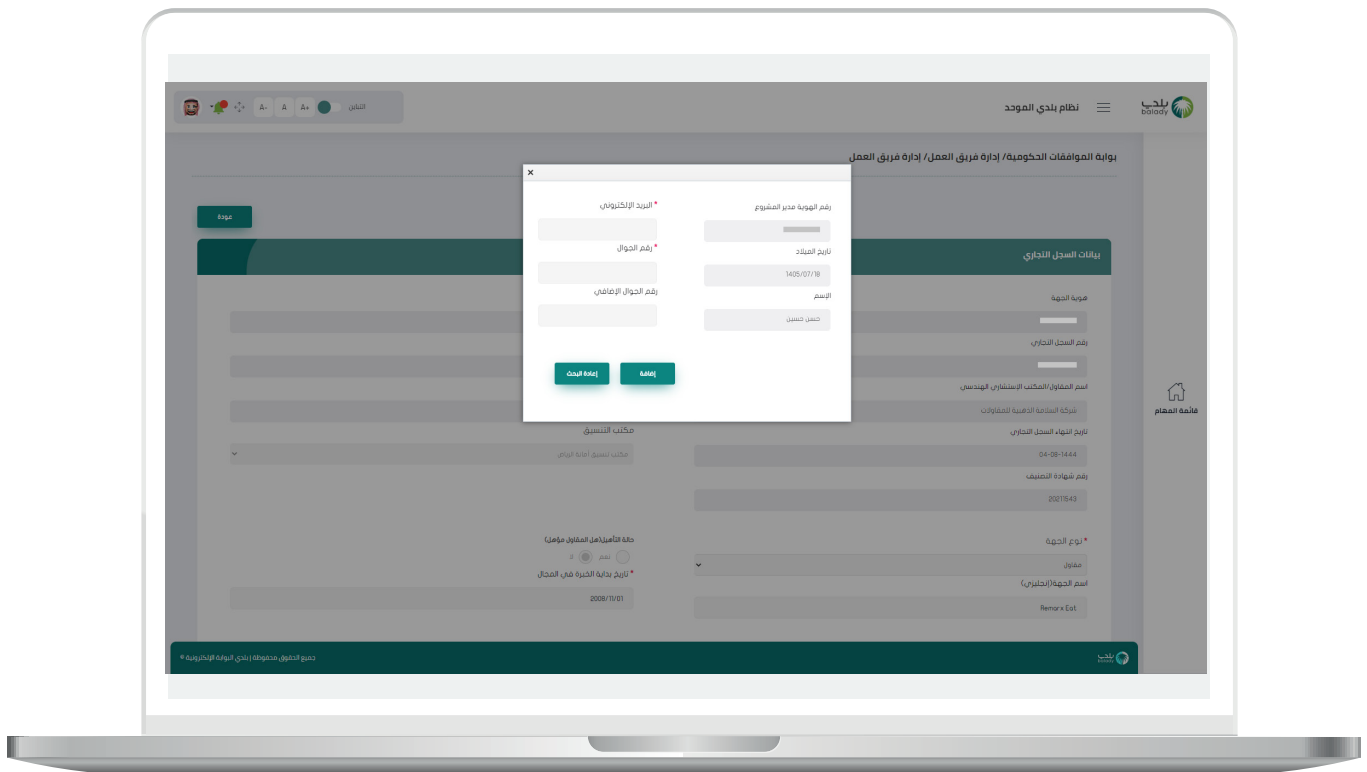 بلدي
balady
نظام بلدي الموحد
التباين
A+
A
A-
بوابة الموافقات الحكومية/ إدارة فريق العمل/ إدارة فريق العمل
عودة
×
رقم الهوية مدير المشروع
* البريد الإلكتروني
تاريخ الميلاد
1405/07/18
* رقم الجوال
الإسم
حسن حسين
رقم الجوال الإضافي
إضافة
إعادة البحث
بيانات السجل التجاري
هوية الجهة
رقم السجل التجاري
اسم المقاول/المكتب الإستشاري الهندسي
شركة السلامة الذهبية للمقاولات
تاريخ انتهاء السجل التجاري
04-08-1444
مكتب التنسيق
مكتب تنسيق أمانة الرياض
رقم شهادة التصنيف
20211543
* نوع الجهة
مقاول
حالة التأهيل(هل المقاول مؤهل)
نعم
لا
اسم الجهة(إنجليزي)
Remarx Est
* تاريخ بداية الخبرة في المجال
2008/11/01
قائمة المهام
بلدي
balady
جميع الحقوق محفوظة | بلدي البوابة الإلكترونية ©